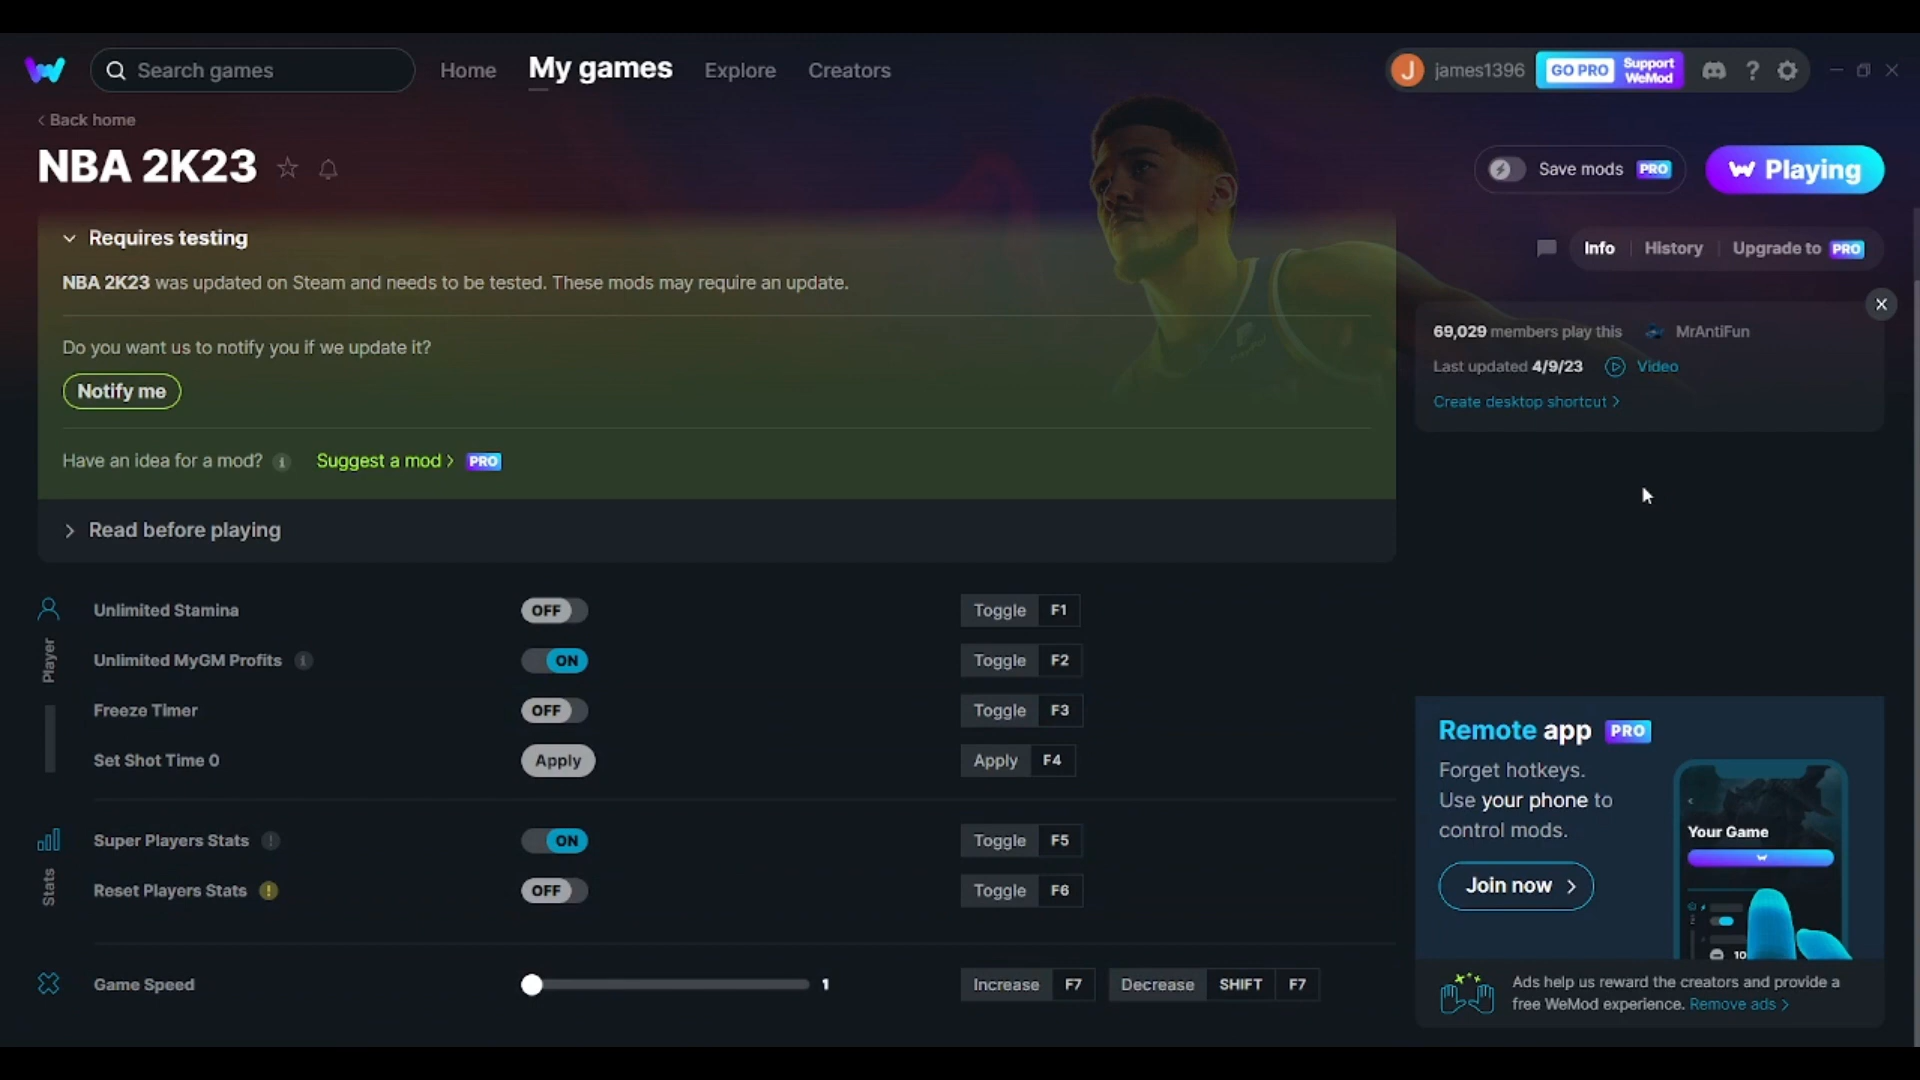 Search games
Home
My games
Explore
Creators
J
james1396
GO PRO
Support
WeMod
?
Back home
NBA 2K23
Save mods PRO
Playing
Requires testing
NBA 2K23 was updated on Steam and needs to be tested. These mods may require an update.
Do you want us to notify you if we update it?
Notify me
Have an idea for a mod?
Suggest a mod
PRO
Read before playing
Info
History
Upgrade to PRO
69,029 members play this
MrAntiFun
Last updated 4/9/23
Video
Create desktop shortcut
Player
Unlimited Stamina
OFF
Toggle F1
Unlimited MyGM Profits
ON
Toggle F2
Freeze Timer
OFF
Toggle F3
Set Shot Time 0
Apply
Apply F4
Stats
Super Players Stats
ON
Toggle F5
Reset Players Stats
OFF
Toggle F6
Game Speed
1
Increase F7
Decrease SHIFT F7
Remote app PRO
Forget hotkeys.
Use your phone to
control mods.
Join now
Your Game
10
Ads help us reward the creators and provide a
free WeMod experience. Remove ads